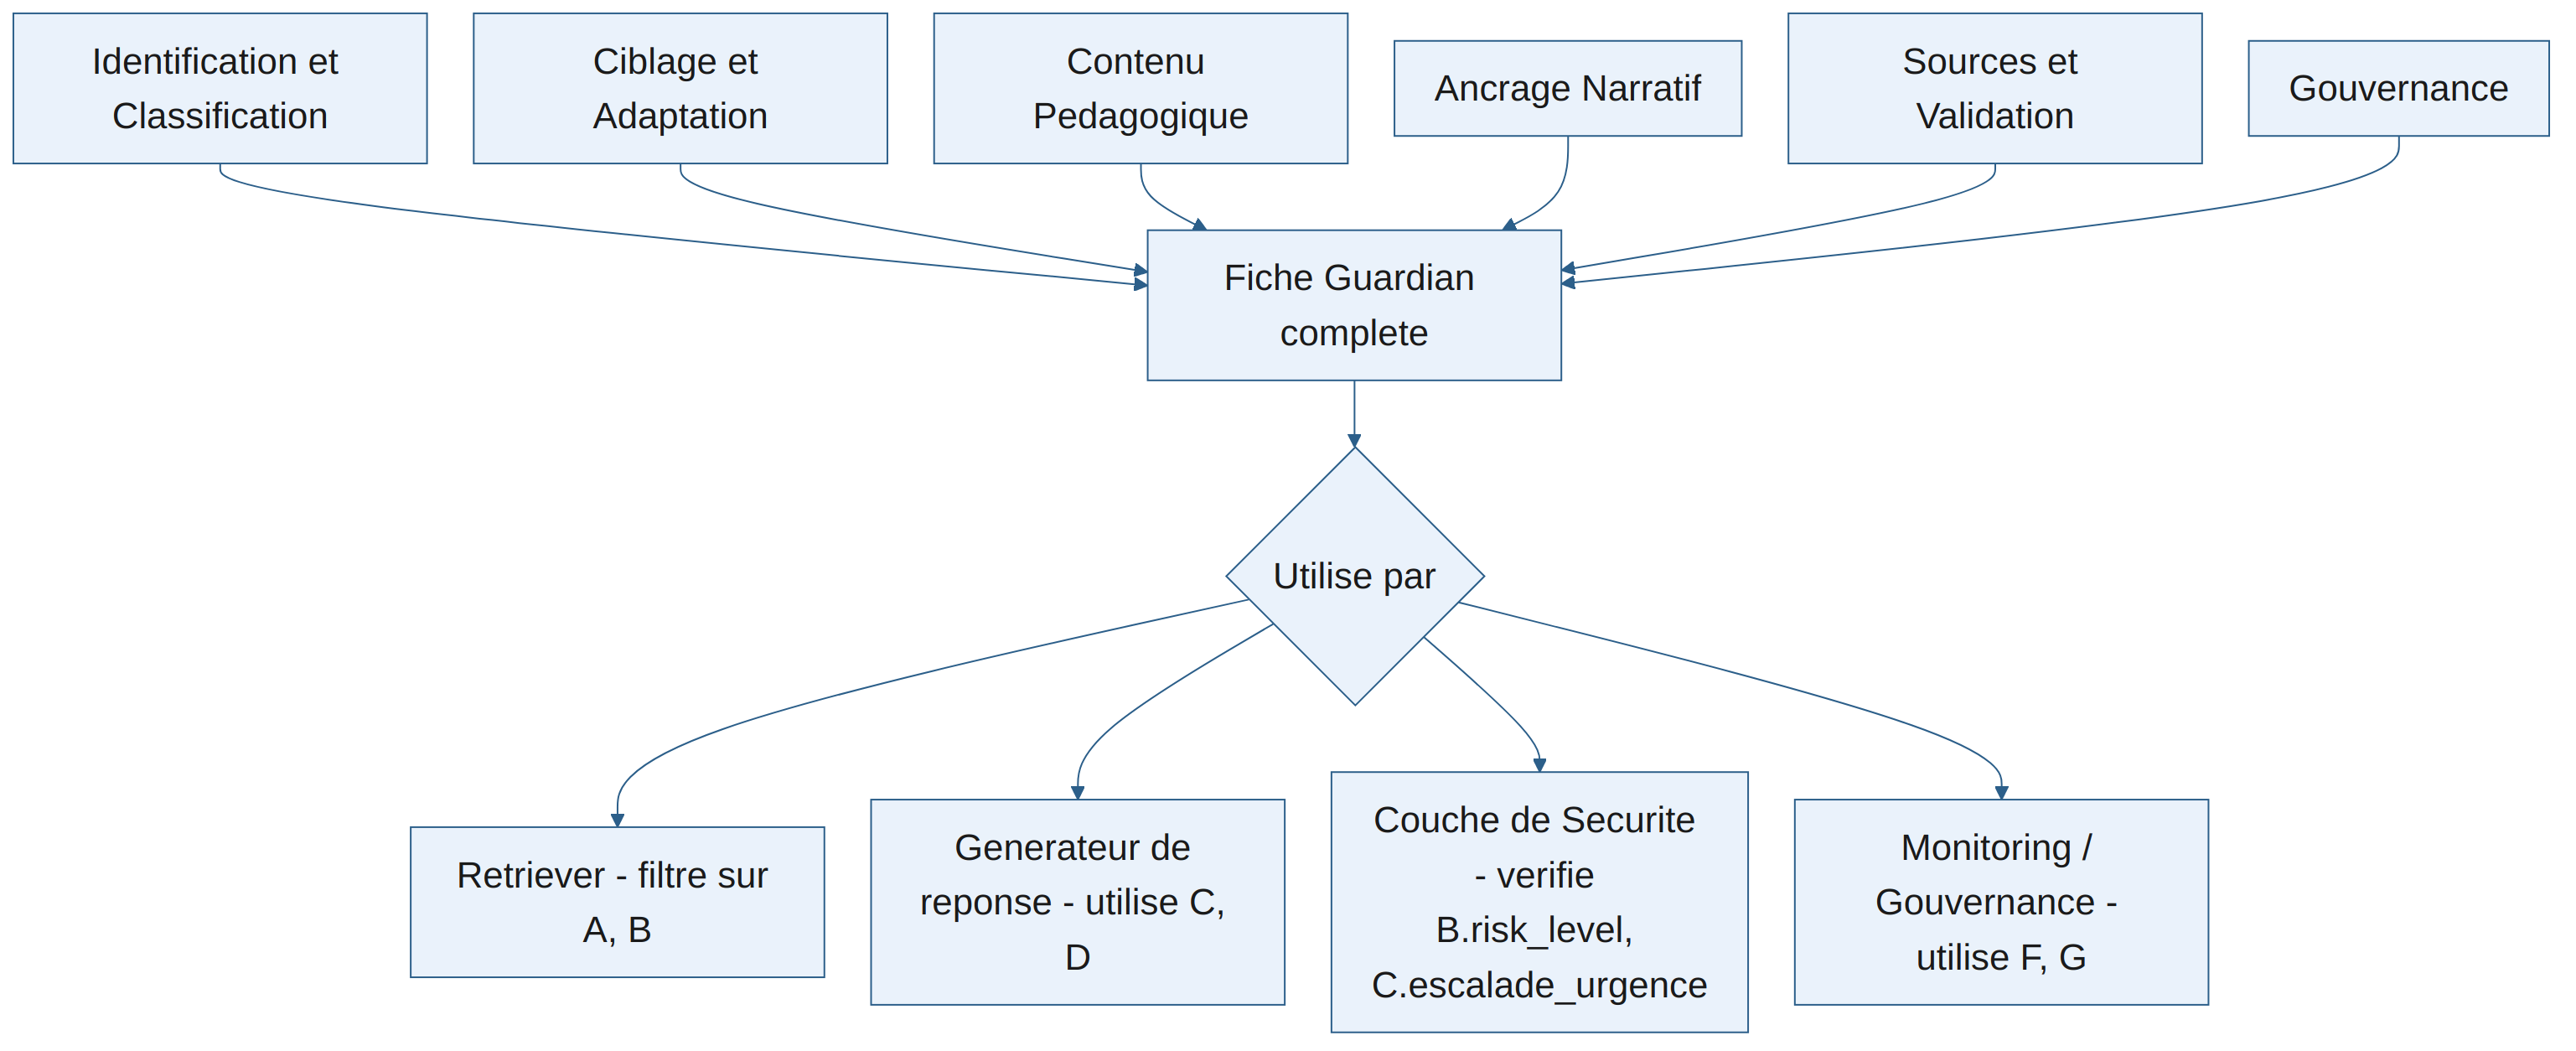 Identification et
Classification
Ciblage et
Adaptation
Contenu
Pedagogique
Ancrage Narratif
Sources et
Validation
Gouvernance
Fiche Guardian
complete
Utilise par
Retriever - filtre sur
A, B
Generateur de
reponse - utilise C,
D
Couche de Securite
- verifie
B.risk_level,
C.escalade_urgence
Monitoring /
Gouvernance -
utilise F, G